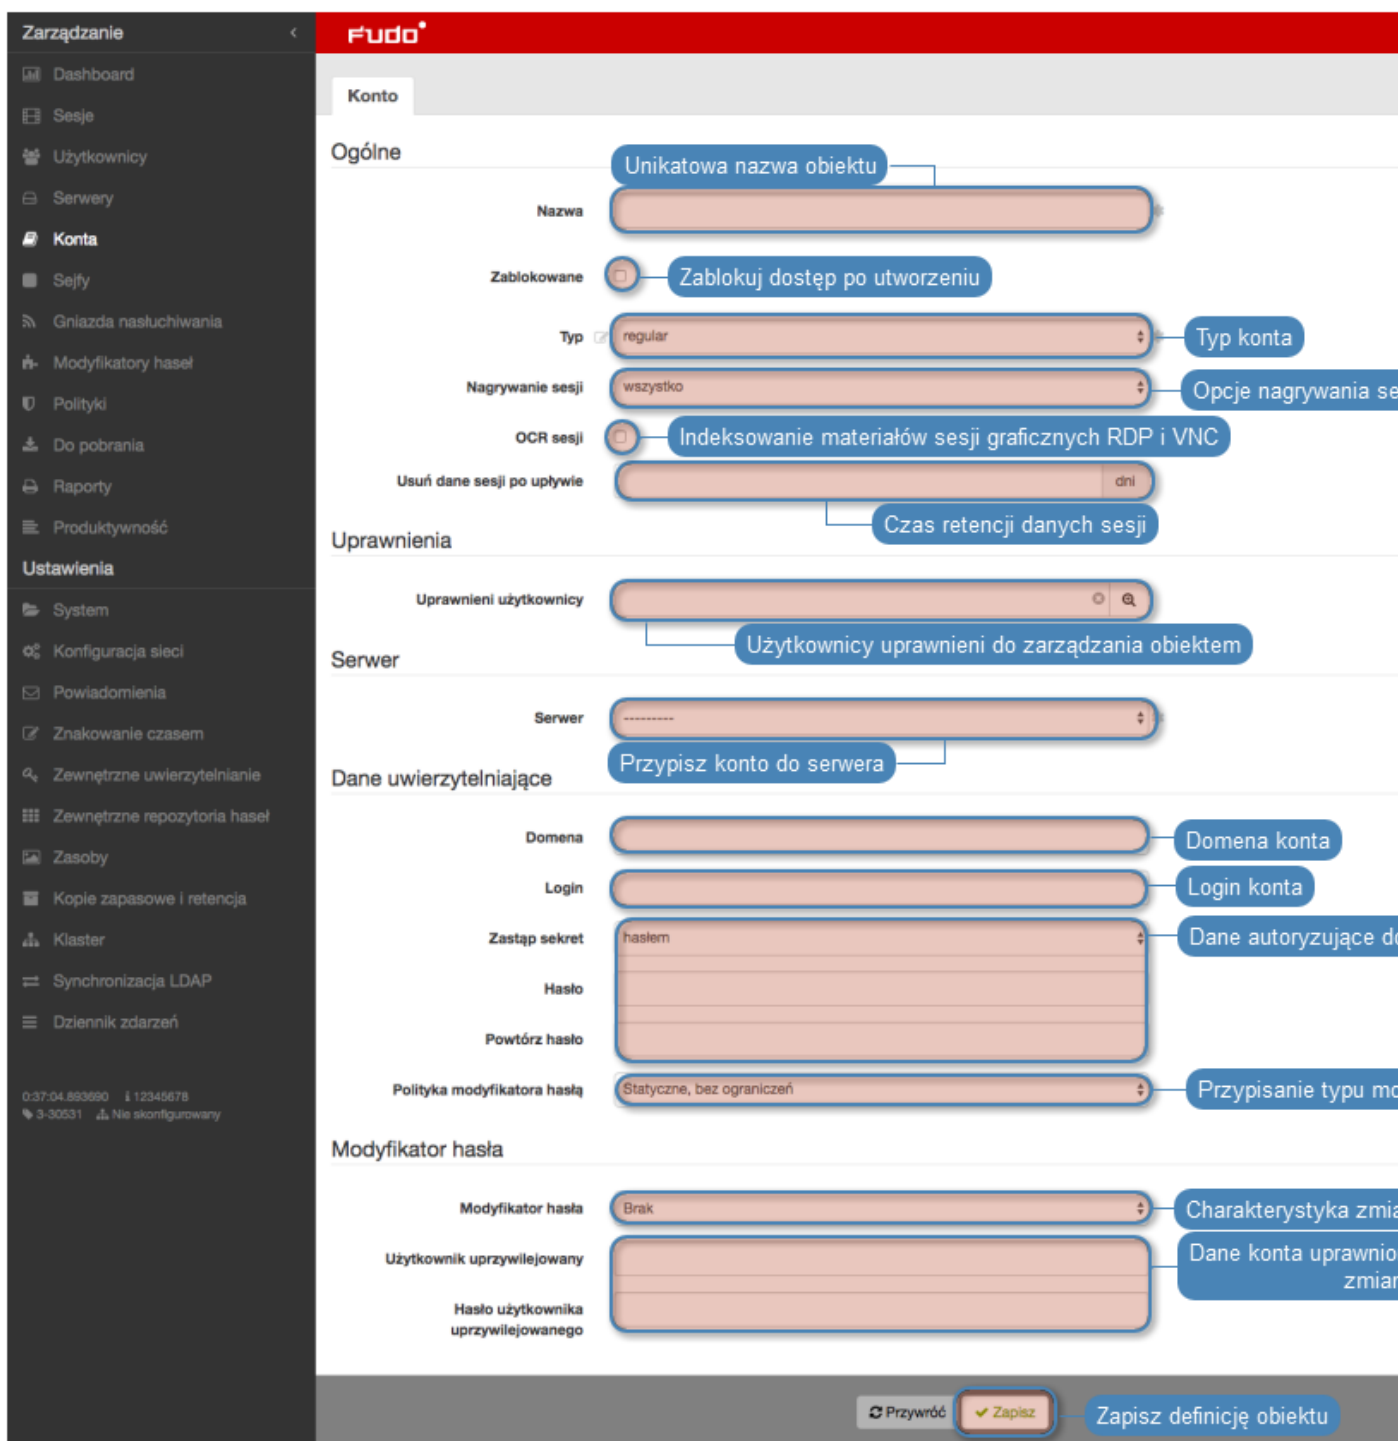 Zarządzanie
Dashboard
Sesje
Użytkownicy
Serwery
Konta
Sejfy
Gniazda nasłuchiwania
Modyfikatory haseł
Polityki
Do pobrania
Raporty
Produktywność
Ustawienia
System
Konfiguracja sieci
Powiadomienia
Znakowanie czasem
Zewnętrzne uwierzytelnianie
Zewnętrzne repozytoria haseł
Zasoby
Kopie zapasowe i retencja
Klaster
Synchronizacja LDAP
Dziennik zdarzeń
0:37:04.893690 12345678
3-30531 Nie skonfigurowany
FUDO
Konto
Ogólne
Unikatowa nazwa obiektu
Nazwa
Zablokowane Zablokuj dostęp po utworzeniu
Typ regular Typ konta
Nagrywanie sesji wszystko Opcje nagrywania se
OCR sesji Indeksowanie materiałów sesji graficznych RDP i VNC
Usuń dane sesji po upływie dni
Czas retencji danych sesji
Uprawnienia
Uprawnieni użytkownicy
Użytkownicy uprawnieni do zarządzania obiektem
Serwer
Serwer ---------
Przypisz konto do serwera
Dane uwierzytelniające
Domena Domena konta
Login Login konta
Zastąp sekret hasłem Dane autoryzujące do
Hasło
Powtórz hasło
Polityka modyfikatora hasłą Statyczne, bez ograniczeń Przypisanie typu mo
Modyfikator hasła
Modyfikator hasła Brak Charakterystyka zmia
Użytkownik uprzywilejowany Dane konta uprawnio
zmian
Hasło użytkownika
uprzywilejowanego
Przywróć Zapisz Zapisz definicję obiektu